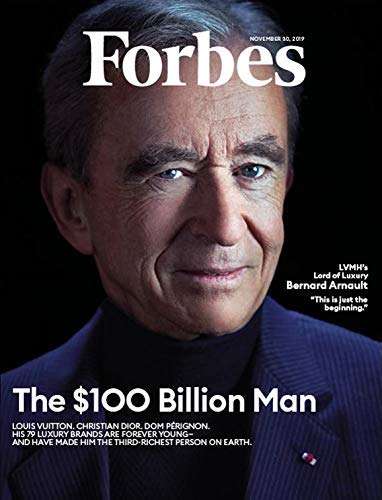 NOVEMBER 30, 2019
Forbes
LVMH's
Lord of Luxury
Bernard Arnault
"This is just the
beginning."
The $100 Billion Man
LOUIS VUITTON. CHRISTIAN DIOR. DOM PÉRIGNON.
HIS 79 LUXURY BRANDS ARE FOREVER YOUNG—
AND HAVE MADE HIM THE THIRD-RICHEST PERSON ON EARTH.